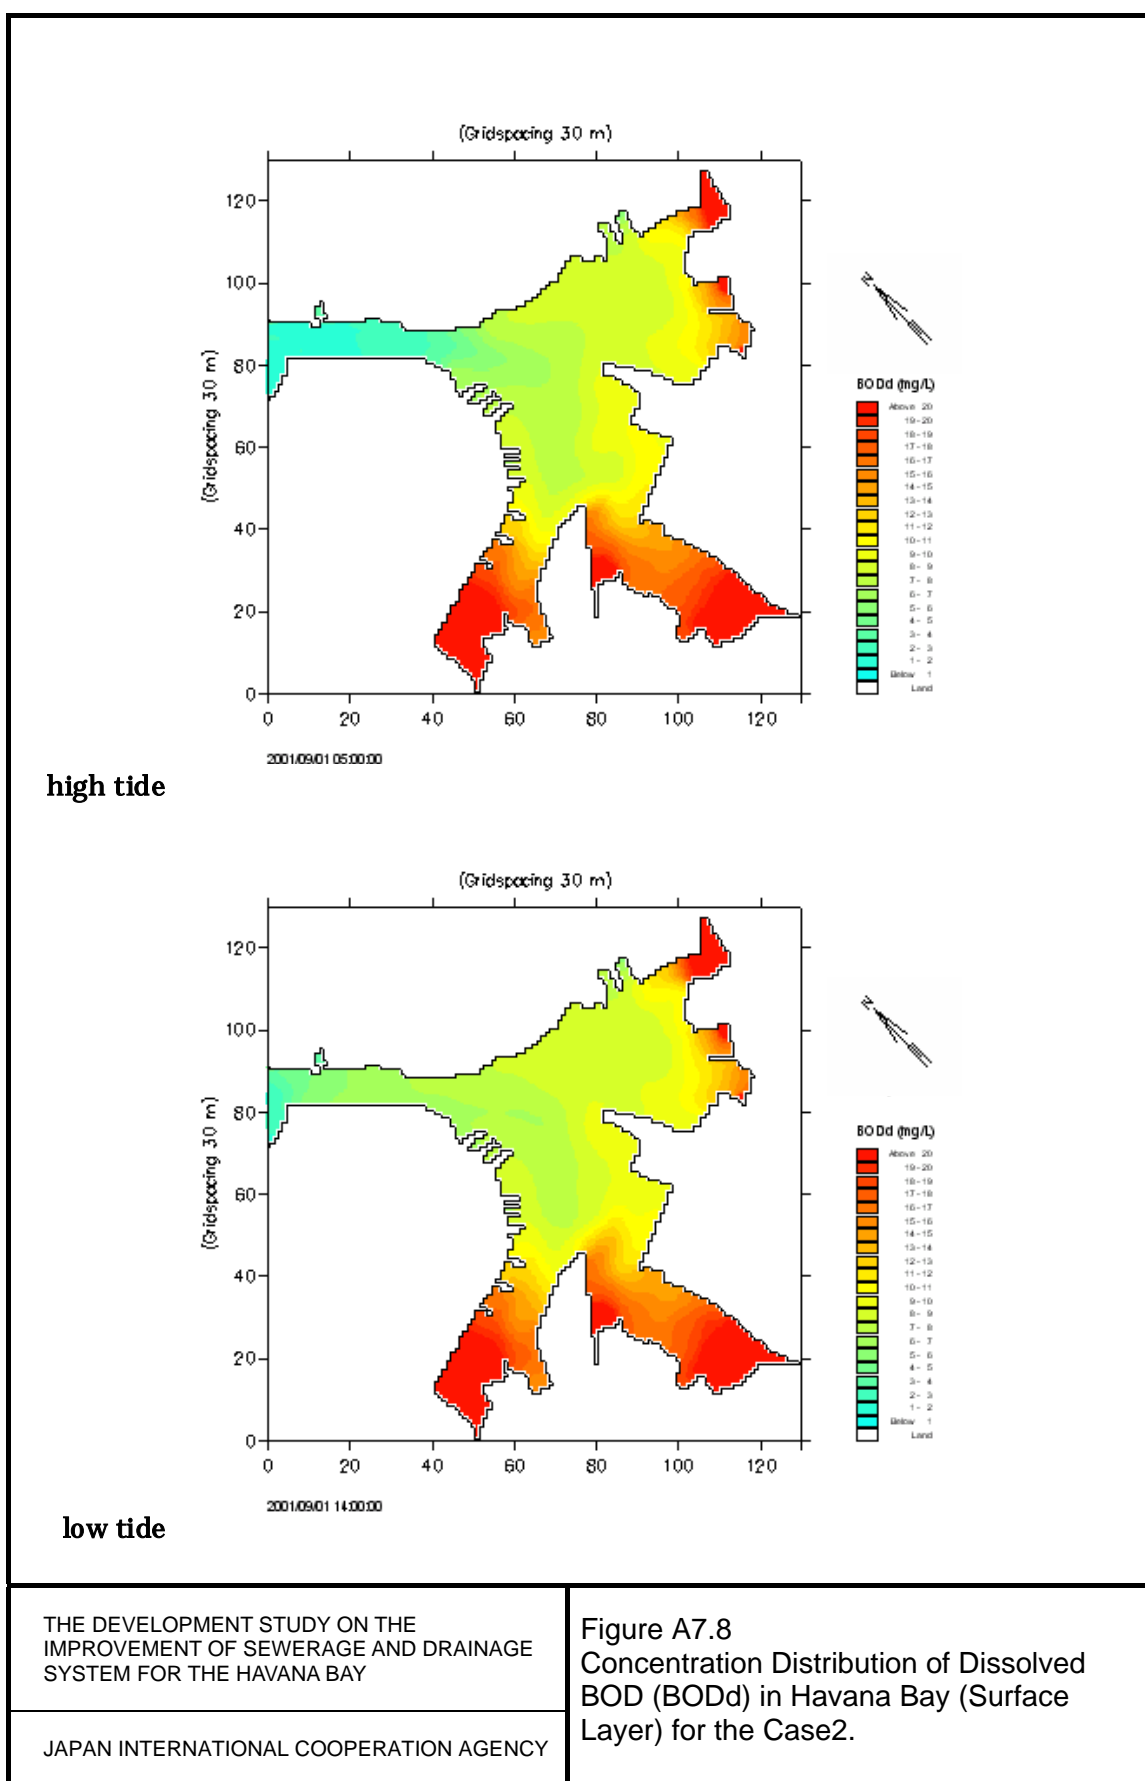 (Gridspacing 30 m)
120
100
80
60
40
20
0
(Gridspacing 30 m)
0 20 40 60 80 100 120
2001/09/01 05:00:00
N
BODd (mg/L)
Above 20
19-20
18-19
17-18
16-17
15-16
14-15
13-14
12-13
11-12
10-11
9-10
8- 9
7- 8
6- 7
5- 6
4- 5
3- 4
2- 3
1- 2
Below 1
Land
high tide
(Gridspacing 30 m)
120
100
80
60
40
20
0
(Gridspacing 30 m)
0 20 40 60 80 100 120
2001/09/01 14:00:00
N
BODd (mg/L)
Above 20
19-20
18-19
17-18
16-17
15-16
14-15
13-14
12-13
11-12
10-11
9-10
8- 9
7- 8
6- 7
5- 6
4- 5
3- 4
2- 3
1- 2
Below 1
Land
low tide
THE DEVELOPMENT STUDY ON THE
IMPROVEMENT OF SEWERAGE AND DRAINAGE
SYSTEM FOR THE HAVANA BAY
JAPAN INTERNATIONAL COOPERATION AGENCY
Figure A7.8
Concentration Distribution of Dissolved
BOD (BODd) in Havana Bay (Surface
Layer) for the Case2.